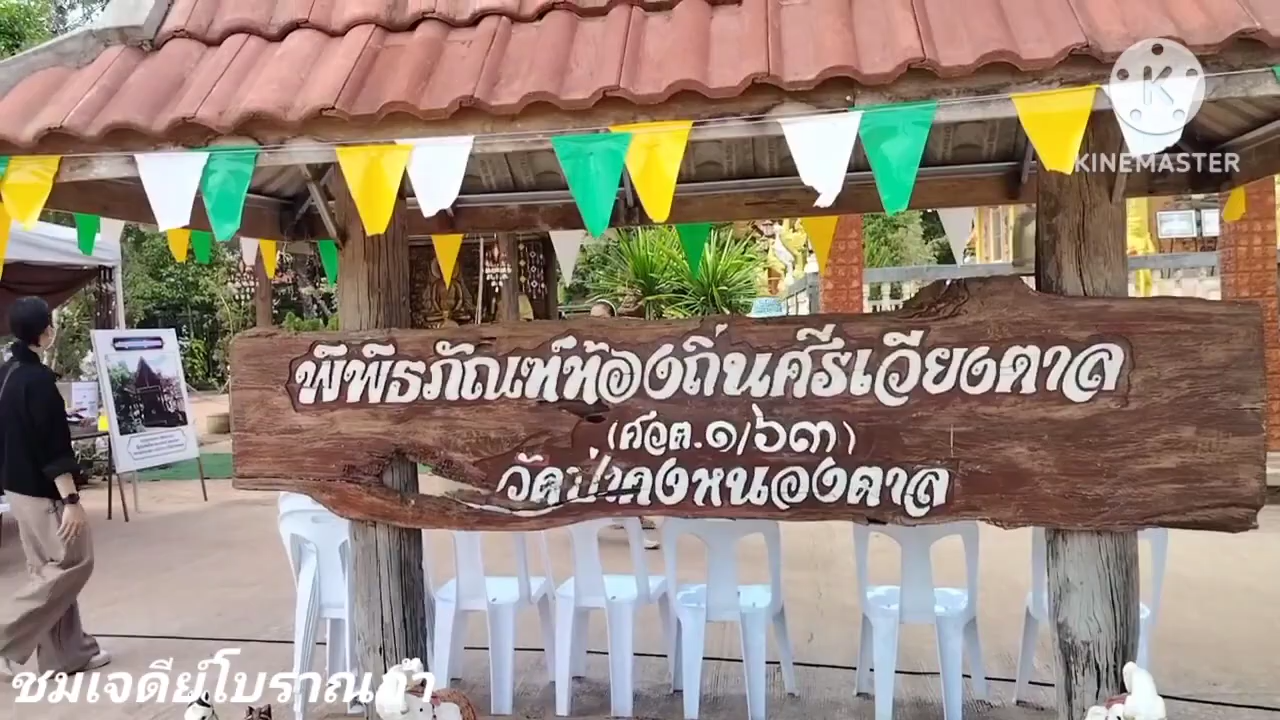 KINEMASTER
พิพิธภัณฑ์ท้องถิ่นศรีเวียงตาล
(ศวต.๑/๖๓)
วัดป่าดงหนองตาล
ชมเจดีย์โบราณถ้ำ